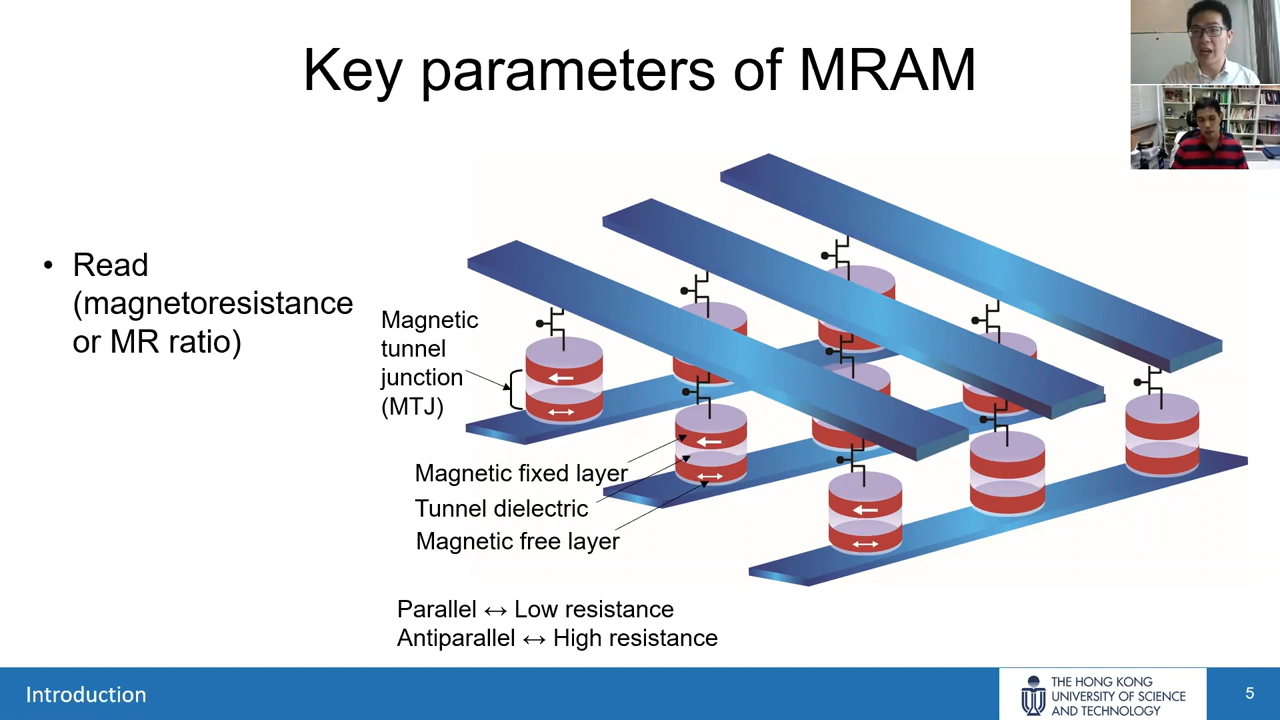 Key parameters of MRAM
• Read
(magnetoresistance
or MR ratio)
Magnetic
tunnel
junction
(MTJ)
Magnetic fixed layer
Tunnel dielectric
Magnetic free layer
Parallel ↔ Low resistance
Antiparallel ↔ High resistance
Introduction
THE HONG KONG
UNIVERSITY OF SCIENCE
AND TECHNOLOGY
5